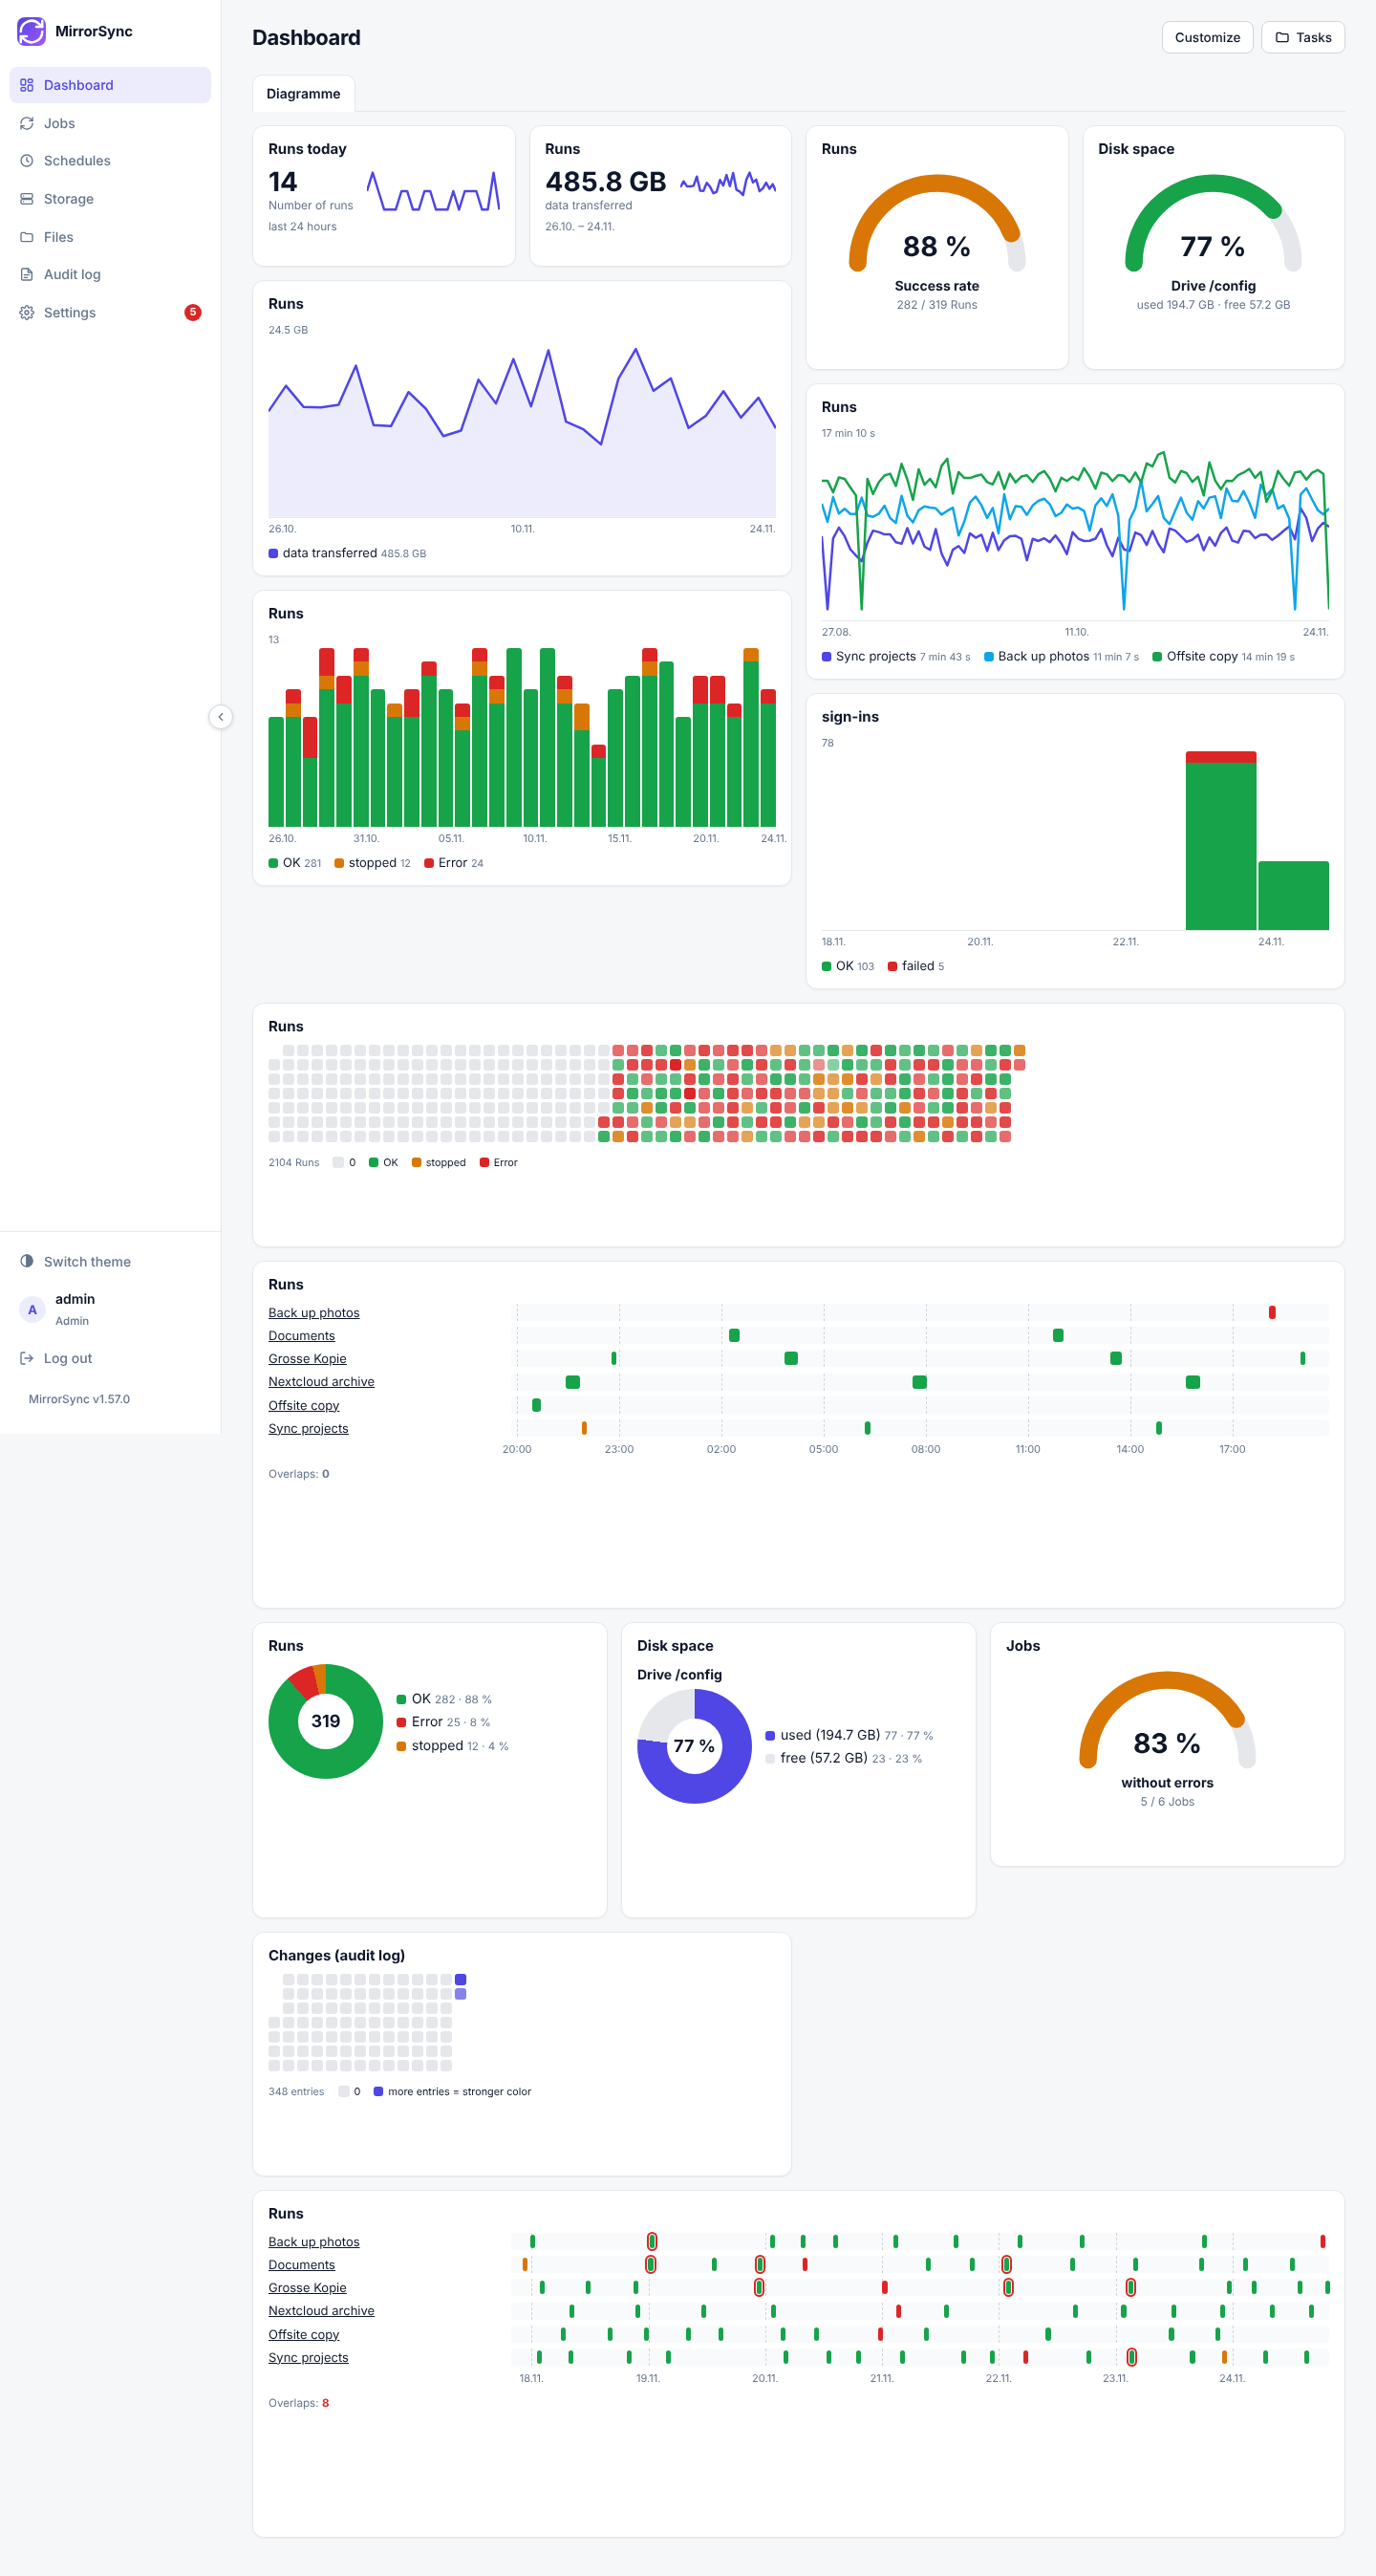 MirrorSync
Dashboard
Jobs
Schedules
Storage
Files
Audit log
Settings 5
Switch theme
A admin
Admin
Log out
MirrorSync v1.57.0
Dashboard
Customize Tasks
Diagramme
Runs today
14
Number of runs
last 24 hours
Runs
485.8 GB
data transferred
26.10. – 24.11.
Runs
88 %
Success rate
282 / 319 Runs
Disk space
77 %
Drive /config
used 194.7 GB · free 57.2 GB
Runs
24.5 GB
26.10. 10.11. 24.11.
data transferred 485.8 GB
Runs
17 min 10 s
27.08. 11.10. 24.11.
Sync projects 7 min 43 s Back up photos 11 min 7 s Offsite copy 14 min 19 s
Runs
13
26.10. 31.10. 05.11. 10.11. 15.11. 20.11. 24.11.
OK 281 stopped 12 Error 24
sign-ins
78
18.11. 20.11. 22.11. 24.11.
OK 103 failed 5
Runs
2104 Runs 0 OK stopped Error
Runs
Back up photos
Documents
Grosse Kopie
Nextcloud archive
Offsite copy
Sync projects
20:00 23:00 02:00 05:00 08:00 11:00 14:00 17:00
Overlaps: 0
Runs
319
OK 282 · 88 %
Error 25 · 8 %
stopped 12 · 4 %
Disk space
Drive /config
77 %
used (194.7 GB) 77 · 77 %
free (57.2 GB) 23 · 23 %
Jobs
83 %
without errors
5 / 6 Jobs
Changes (audit log)
348 entries 0 more entries = stronger color
Runs
Back up photos
Documents
Grosse Kopie
Nextcloud archive
Offsite copy
Sync projects
18.11. 19.11. 20.11. 21.11. 22.11. 23.11. 24.11.
Overlaps: 8